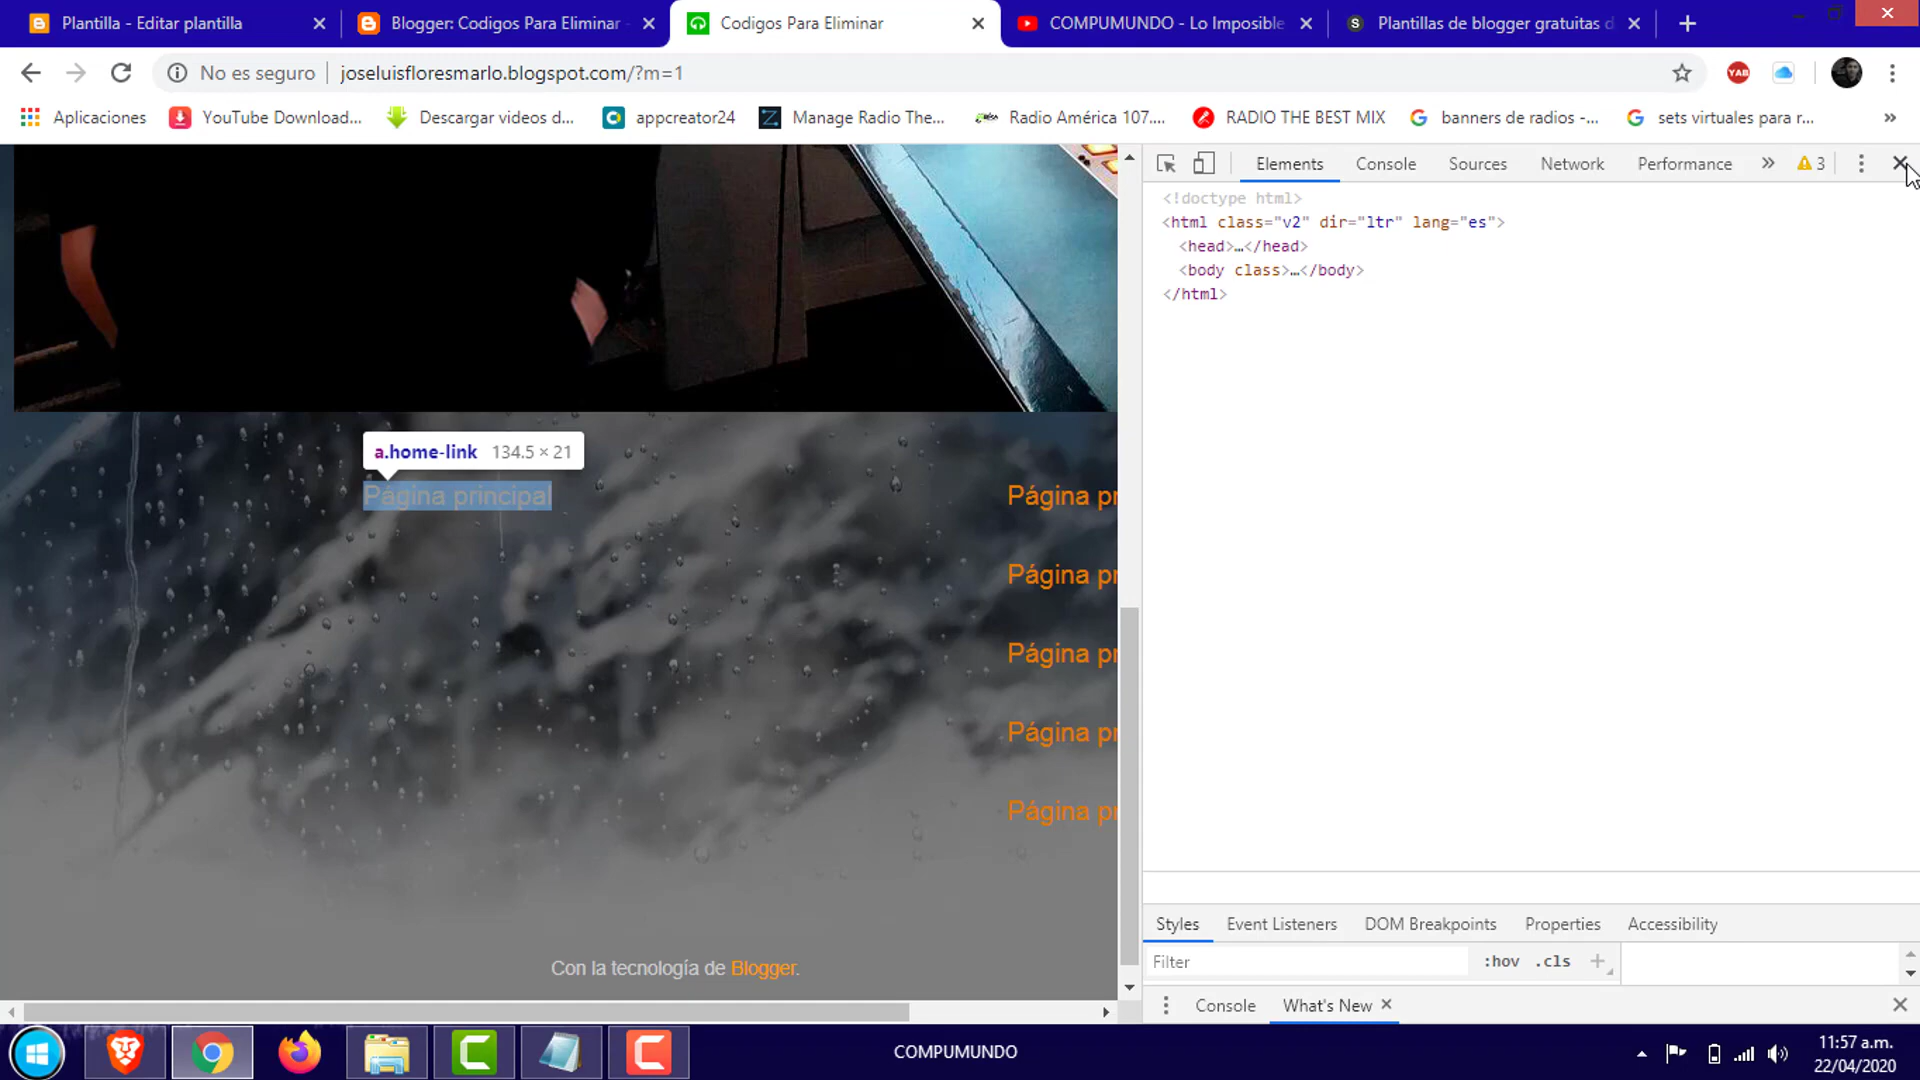 Plantilla - Editar plantilla
Blogger: Codigos Para Eliminar -
Codigos Para Eliminar
COMPUMUNDO - Lo Imposible
S
Plantillas de blogger gratuitas d
No es seguro
joseluisfloresmarlo.blogspot.com/?m=1
YAB
Aplicaciones
YouTube Download...
Descargar videos d...
appcreator24
Manage Radio The...
Radio América 107....
RADIO THE BEST MIX
banners de radios -...
sets virtuales para r...
»
Elements
Console
Sources
Network
Performance
»
3
<!doctype html>
<html class="v2" dir="ltr" lang="es">
<head>…</head>
<body class>…</body>
</html>
a.home-link 134.5 × 21
Página principal
Página pr
Página pr
Página pr
Página pr
Página pr
Con la tecnología de Blogger.
Styles
Event Listeners
DOM Breakpoints
Properties
Accessibility
Filter
:hov
.cls
Console
What's New
COMPUMUNDO
11:57 a.m.
22/04/2020